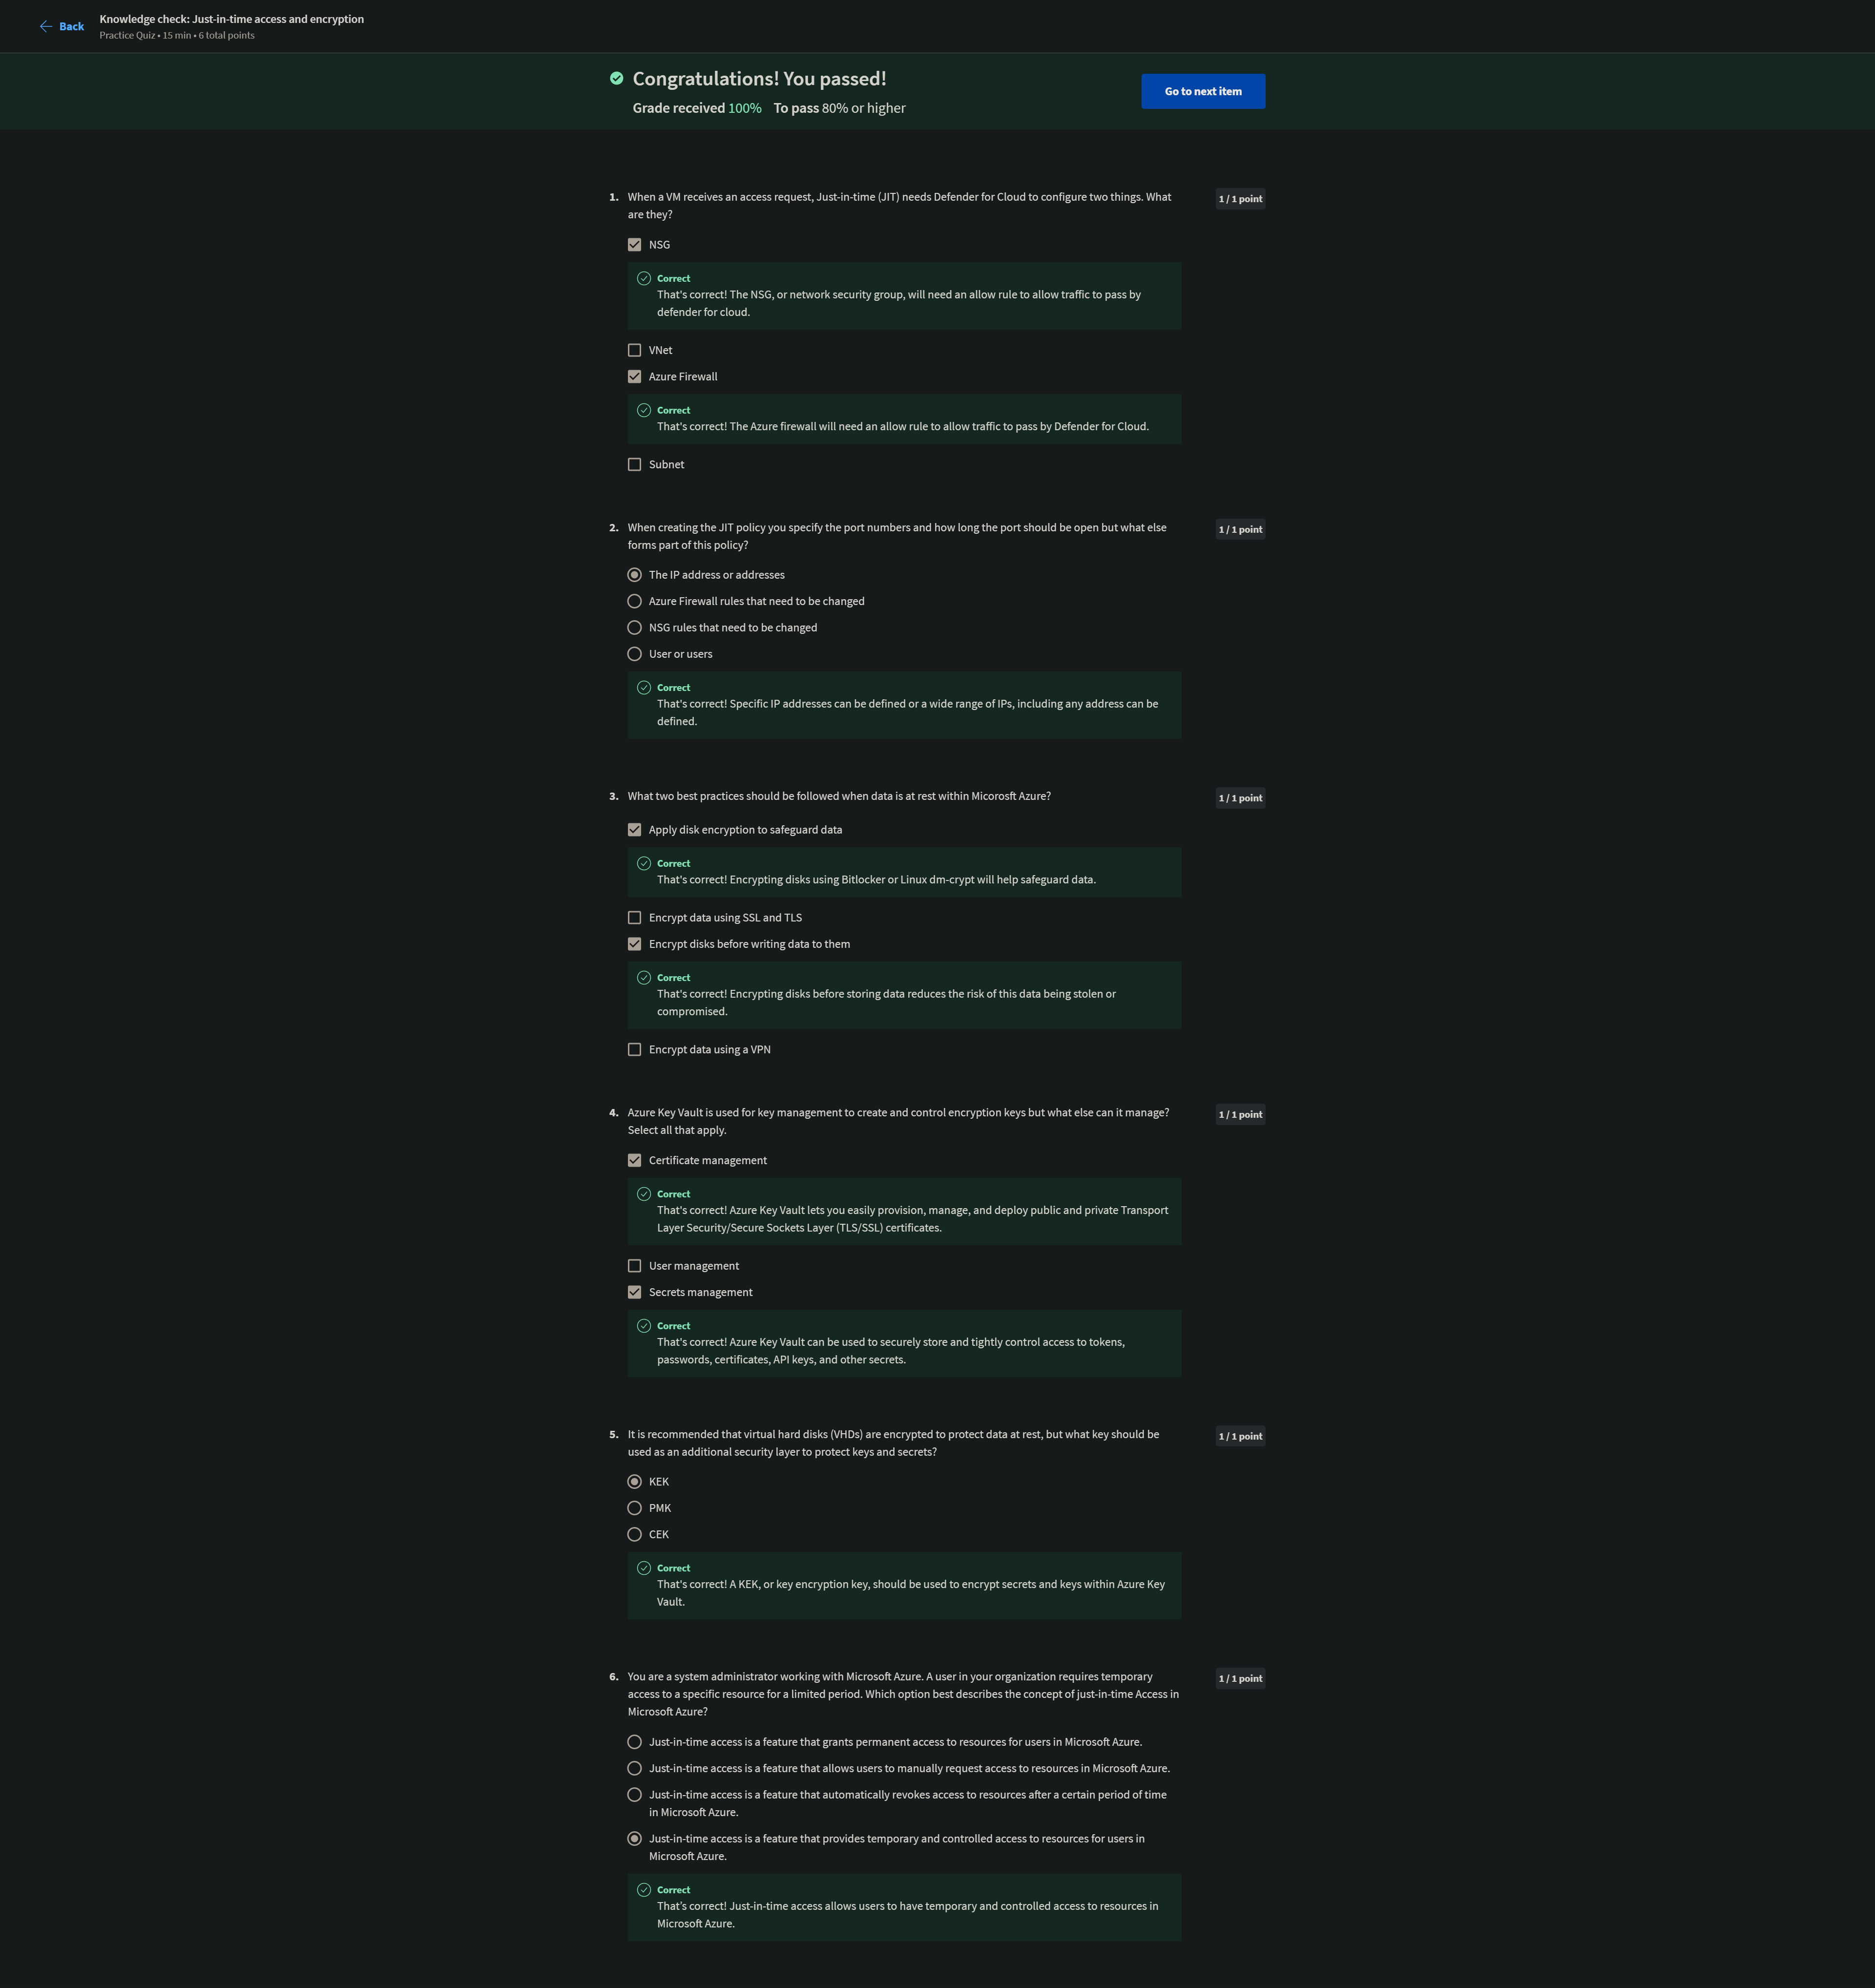 Back
Knowledge check: Just-in-time access and encryption
Practice Quiz • 15 min • 6 total points
Congratulations! You passed!
Grade received 100% To pass 80% or higher
Go to next item
1. When a VM receives an access request, Just-in-time (JIT) needs Defender for Cloud to configure two things. What
are they?
1 / 1 point
NSG
Correct
That's correct! The NSG, or network security group, will need an allow rule to allow traffic to pass by
defender for cloud.
VNet
Azure Firewall
Correct
That's correct! The Azure firewall will need an allow rule to allow traffic to pass by Defender for Cloud.
Subnet
2. When creating the JIT policy you specify the port numbers and how long the port should be open but what else
forms part of this policy?
1 / 1 point
The IP address or addresses
Azure Firewall rules that need to be changed
NSG rules that need to be changed
User or users
Correct
That's correct! Specific IP addresses can be defined or a wide range of IPs, including any address can be
defined.
3. What two best practices should be followed when data is at rest within Micorosft Azure?
1 / 1 point
Apply disk encryption to safeguard data
Correct
That's correct! Encrypting disks using Bitlocker or Linux dm-crypt will help safeguard data.
Encrypt data using SSL and TLS
Encrypt disks before writing data to them
Correct
That's correct! Encrypting disks before storing data reduces the risk of this data being stolen or
compromised.
Encrypt data using a VPN
4. Azure Key Vault is used for key management to create and control encryption keys but what else can it manage?
Select all that apply.
1 / 1 point
Certificate management
Correct
That's correct! Azure Key Vault lets you easily provision, manage, and deploy public and private Transport
Layer Security/Secure Sockets Layer (TLS/SSL) certificates.
User management
Secrets management
Correct
That's correct! Azure Key Vault can be used to securely store and tightly control access to tokens,
passwords, certificates, API keys, and other secrets.
5. It is recommended that virtual hard disks (VHDs) are encrypted to protect data at rest, but what key should be
used as an additional security layer to protect keys and secrets?
1 / 1 point
KEK
PMK
CEK
Correct
That's correct! A KEK, or key encryption key, should be used to encrypt secrets and keys within Azure Key
Vault.
6. You are a system administrator working with Microsoft Azure. A user in your organization requires temporary
access to a specific resource for a limited period. Which option best describes the concept of just-in-time Access in
Microsoft Azure?
1 / 1 point
Just-in-time access is a feature that grants permanent access to resources for users in Microsoft Azure.
Just-in-time access is a feature that allows users to manually request access to resources in Microsoft Azure.
Just-in-time access is a feature that automatically revokes access to resources after a certain period of time
in Microsoft Azure.
Just-in-time access is a feature that provides temporary and controlled access to resources for users in
Microsoft Azure.
Correct
That's correct! Just-in-time access allows users to have temporary and controlled access to resources in
Microsoft Azure.